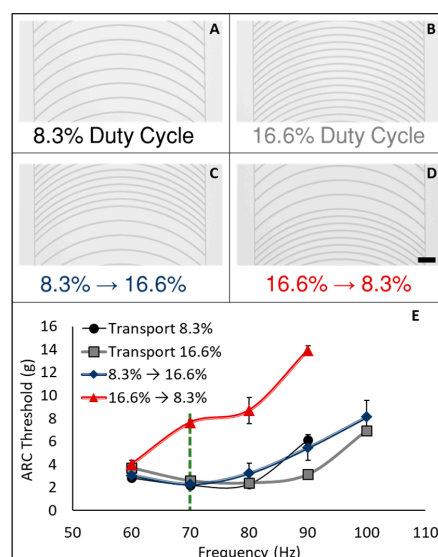 A
8.3% Duty Cycle
B
16.6% Duty Cycle
C
8.3% → 16.6%
D
16.6% → 8.3%
E
Transport 8.3%
Transport 16.6%
8.3% → 16.6%
16.6% → 8.3%
ARC Threshold (g)
16
14
12
10
8
6
4
2
0
50 60 70 80 90 100 110
Frequency (Hz)